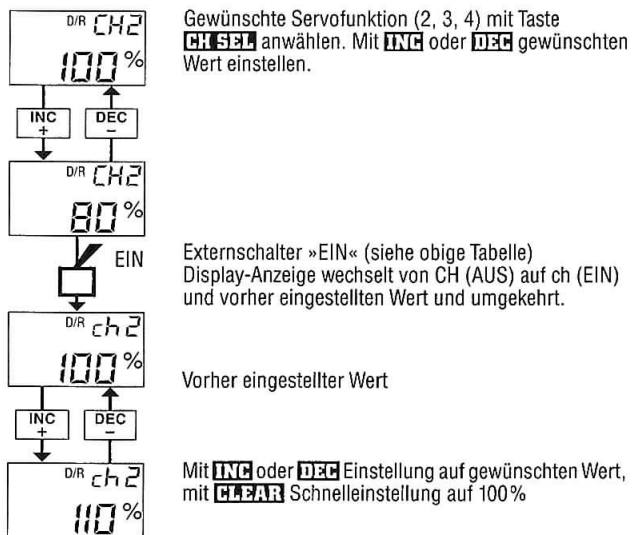 D/R CH2
100 %
Gewünschte Servofunktion (2, 3, 4) mit Taste
CH SEL anwählen. Mit INC oder DEC gewünschten
Wert einstellen.
INC
+
DEC
–
D/R CH2
80 %
EIN
Externschalter »EIN« (siehe obige Tabelle)
Display-Anzeige wechselt von CH (AUS) auf ch (EIN)
und vorher eingestellten Wert und umgekehrt.
D/R ch2
100 %
Vorher eingestellter Wert
INC
+
DEC
–
D/R ch2
110 %
Mit INC oder DEC Einstellung auf gewünschten Wert,
mit CLEAR Schnelleinstellung auf 100%